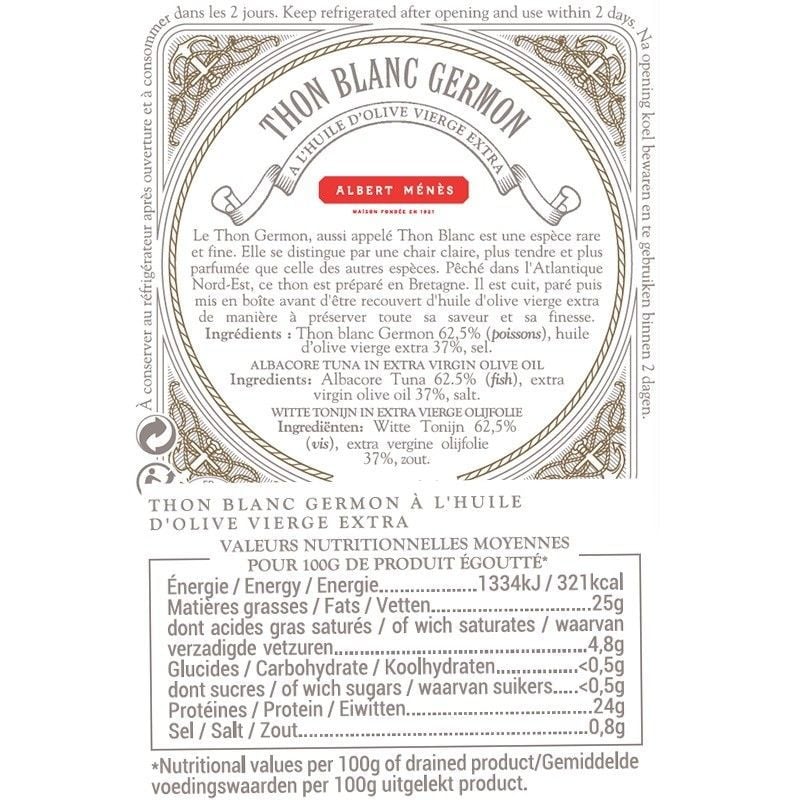 dans les 2 jours. Keep refrigerated after opening and use within 2 days.
Na opening koel bewaren en te gebruiken binnen 2 dagen.
À conserver au réfrigérateur après ouverture et à consommer
THON BLANC GERMON
A L'HUILE D'OLIVE VIERGE EXTRA
ALBERT MÉNÈS
MAISON FONDÉE EN 1921
Le Thon Germon, aussi appelé Thon Blanc est une espèce rare
et fine. Elle se distingue par une chair claire, plus tendre et plus
parfumée que celle des autres espèces. Pêché dans l'Atlantique
Nord-Est, ce thon est préparé en Bretagne. Il est cuit, paré puis
mis en boîte avant d'être recouvert d'huile d'olive vierge extra
de manière à préserver toute sa saveur et sa finesse.
Ingrédients : Thon blanc Germon 62,5% (poissons), huile
d'olive vierge extra 37%, sel.
ALBACORE TUNA IN EXTRA VIRGIN OLIVE OIL
Ingredients: Albacore Tuna 62.5% (fish), extra
virgin olive oil 37%, salt.
WITTE TONIJN IN EXTRA VIERGE OLIJFOLIE
Ingrediënten: Witte Tonijn 62,5%
(vis), extra vergine olijfolie
37%, zout.
THON BLANC GERMON À L'HUILE
D'OLIVE VIERGE EXTRA
VALEURS NUTRITIONNELLES MOYENNES
POUR 100G DE PRODUIT ÉGOUTTÉ*
Énergie / Energy / Energie..............1334kJ / 321kcal
Matières grasses / Fats / Vetten.......................25g
dont acides gras saturés / of wich saturates / waarvan
verzadigde vetzuren....................................4,8g
Glucides / Carbohydrate / Koolhydraten............<0,5g
dont sucres / of wich sugars / waarvan suikers.....<0,5g
Protéines / Protein / Eiwitten..........................24g
Sel / Salt / Zout.........................................0,8g
*Nutritional values per 100g of drained product/Gemiddelde
voedingswaarden per 100g uitgelekt product.